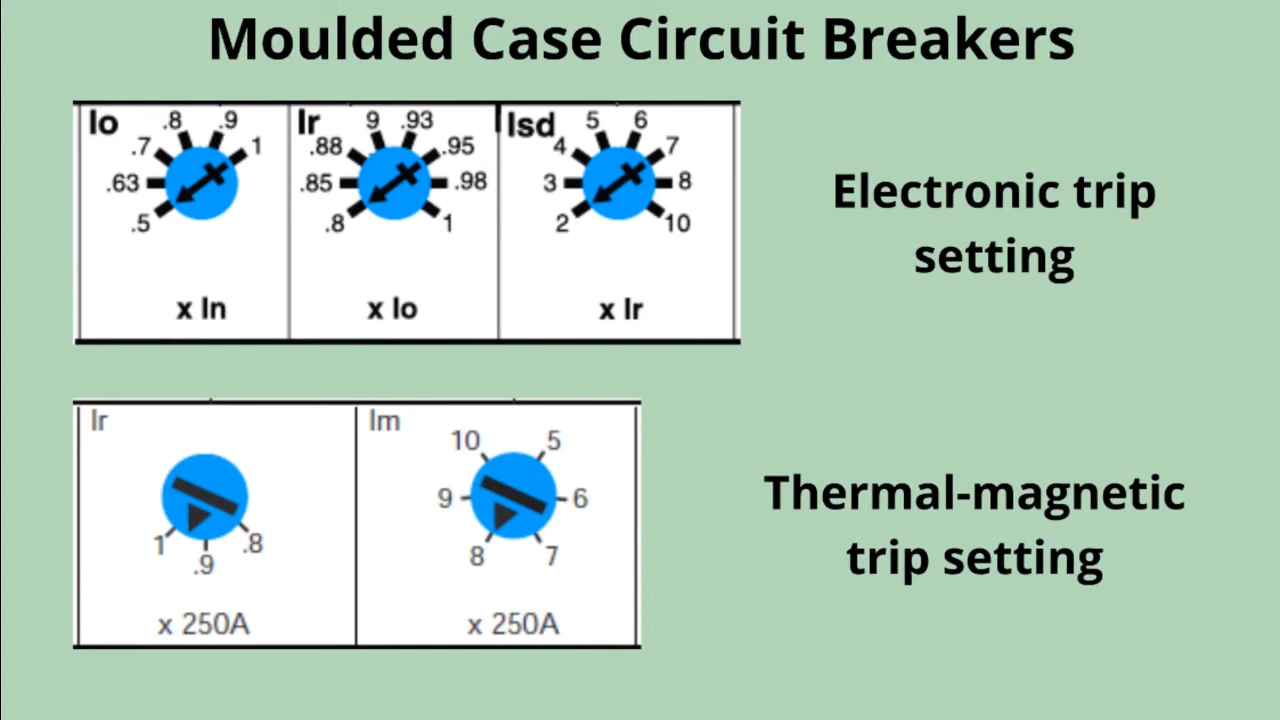 Moulded Case Circuit Breakers
Io
.5
.63
.7
.8
.9
1
x In
Ir
.8
.85
.88
9
.93
.95
.98
1
x Io
Isd
2
3
4
5
6
7
8
10
x Ir
Electronic trip
setting
Ir
1
.9
.8
x 250A
Im
5
6
7
8
9
10
x 250A
Thermal-magnetic
trip setting